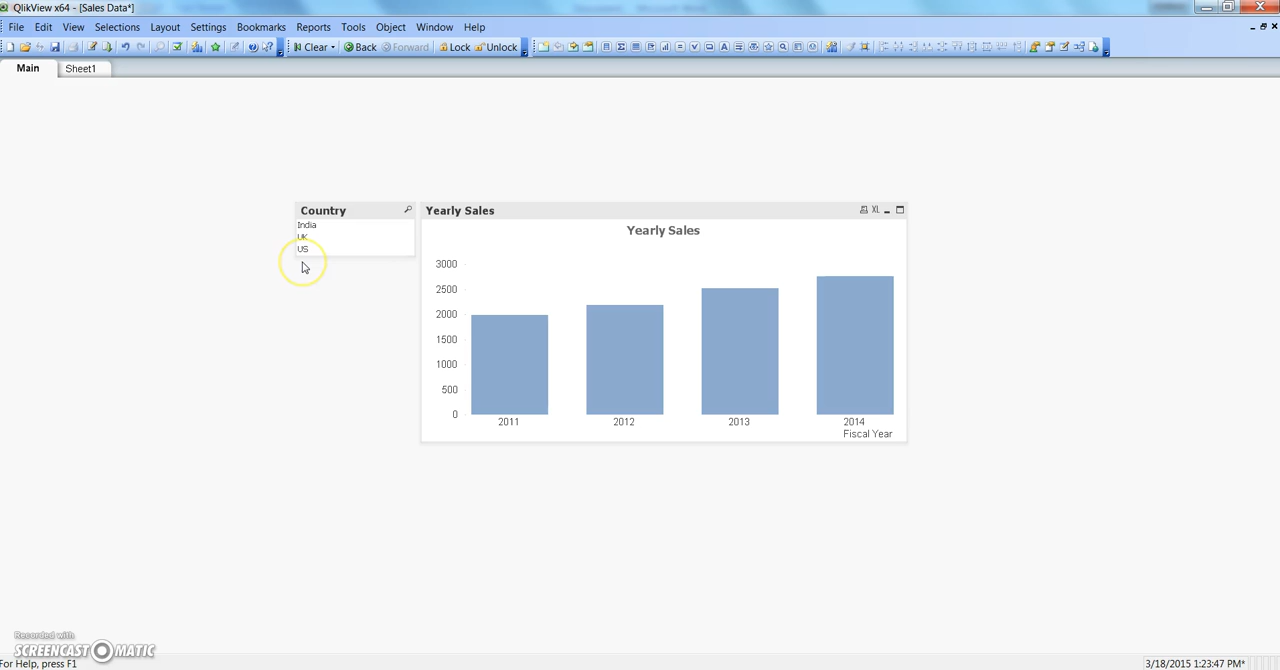 QlikView x64 - [Sales Data*]
File Edit View Selections Layout Settings Bookmarks Reports Tools Object Window Help
Clear Back Forward Lock Unlock
Main Sheet1
Country
India
UK
US
Yearly Sales XL
Yearly Sales
3000
2500
2000
1500
1000
500
0
2011 2012 2013 2014
Fiscal Year
Recorded with
SCREENCAST MATIC
For Help, press F1
3/18/2015 1:23:47 PM*